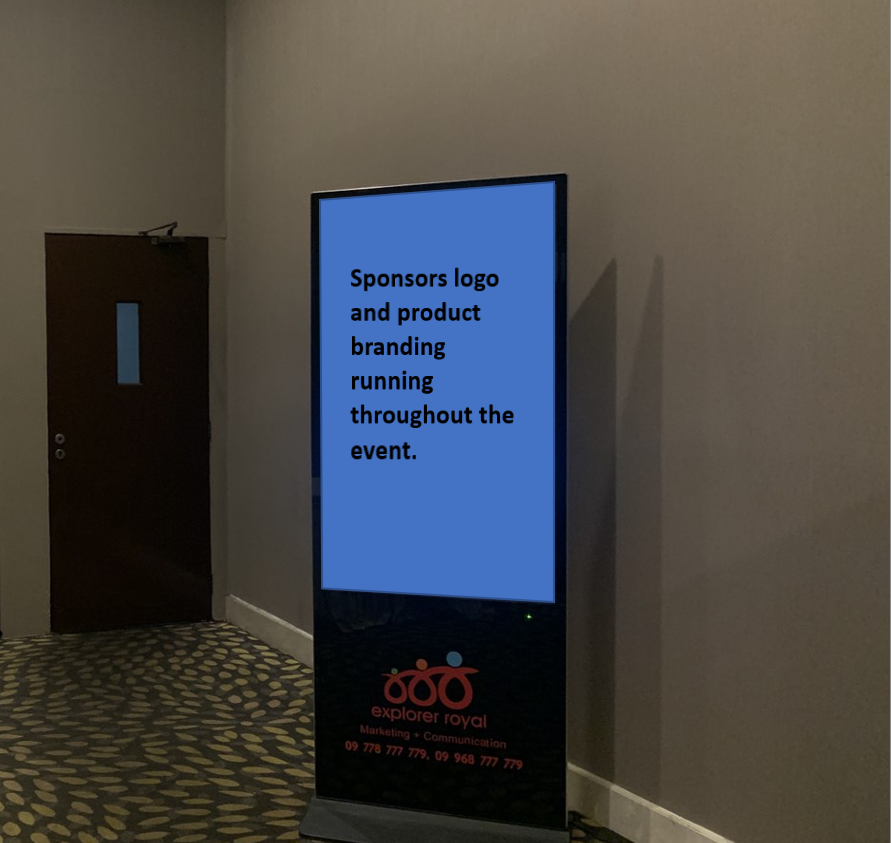 Sponsors logo
and product
branding
running
throughout the
event.
explorer royal
Marketing + Communication
09 778 777 779, 09 968 777 779